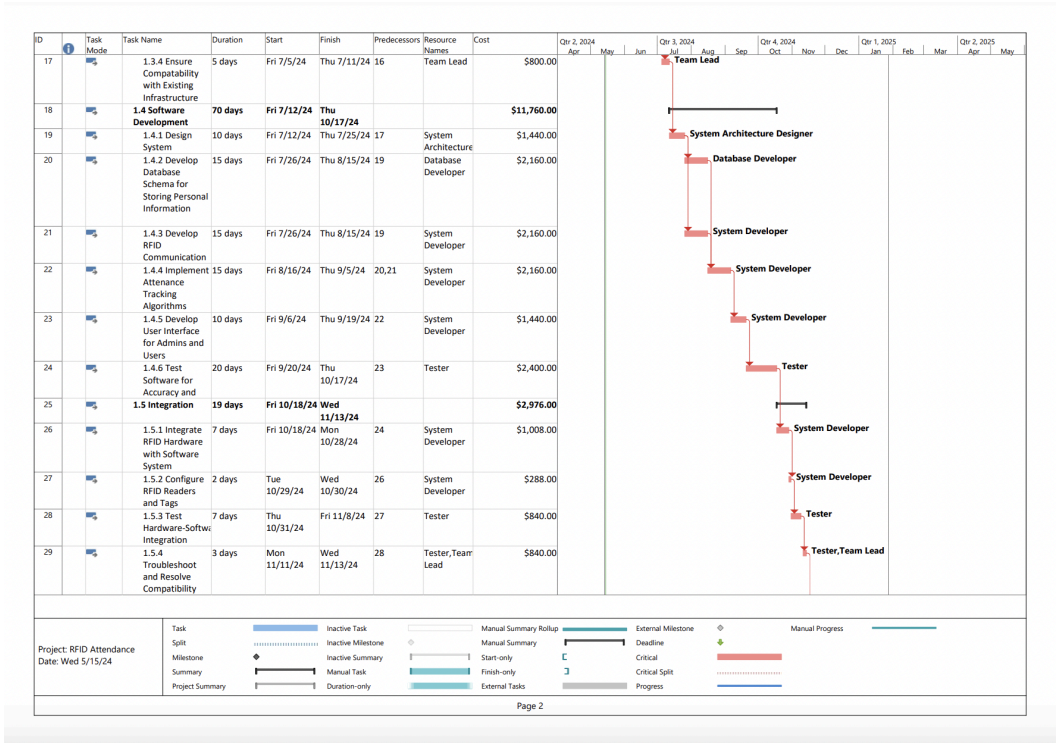 ID Task Mode Task Name Duration Start Finish Predecessors Resource Names Cost
Qtr 2, 2024 Qtr 3, 2024 Qtr 4, 2024 Qtr 1, 2025 Qtr 2, 2025
Apr May Jun Jul Aug Sep Oct Nov Dec Jan Feb Mar Apr May
17 1.3.4 Ensure 5 days Fri 7/5/24 Thu 7/11/24 16 Team Lead $800.00 Team Lead
Compatability
with Existing
Infrastructure
18 1.4 Software 70 days Fri 7/12/24 Thu $11,760.00
Development 10/17/24
19 1.4.1 Design 10 days Fri 7/12/24 Thu 7/25/24 17 System $1,440.00 System Architecture Designer
System Architecture
20 1.4.2 Develop 15 days Fri 7/26/24 Thu 8/15/24 19 Database $2,160.00 Database Developer
Database Developer
Schema for
Storing Personal
Information
21 1.4.3 Develop 15 days Fri 7/26/24 Thu 8/15/24 19 System $2,160.00 System Developer
RFID Developer
Communication
22 1.4.4 Implement 15 days Fri 8/16/24 Thu 9/5/24 20,21 System $2,160.00 System Developer
Attenance Developer
Tracking
Algorithms
23 1.4.5 Develop 10 days Fri 9/6/24 Thu 9/19/24 22 System $1,440.00 System Developer
User Interface Developer
for Admins and
Users
24 1.4.6 Test 20 days Fri 9/20/24 Thu 23 Tester $2,400.00 Tester
Software for 10/17/24
Accuracy and
25 1.5 Integration 19 days Fri 10/18/24 Wed $2,976.00
11/13/24
26 1.5.1 Integrate 7 days Fri 10/18/24 Mon 24 System $1,008.00 System Developer
RFID Hardware 10/28/24 Developer
with Software
System
27 1.5.2 Configure 2 days Tue Wed 26 System $288.00 System Developer
RFID Readers 10/29/24 10/30/24 Developer
and Tags
28 1.5.3 Test 7 days Thu Fri 11/8/24 27 Tester $840.00 Tester
Hardware-Softwa 10/31/24
Integration
29 1.5.4 3 days Mon Wed 28 Tester,Team $840.00 Tester,Team Lead
Troubleshoot 11/11/24 11/13/24 Lead
and Resolve
Compatibility
Project: RFID Attendance
Date: Wed 5/15/24
Task Inactive Task Manual Summary Rollup External Milestone Manual Progress
Split Inactive Milestone Manual Summary Deadline
Milestone Inactive Summary Start-only Critical
Summary Manual Task Finish-only Critical Split
Project Summary Duration-only External Tasks Progress
Page 2